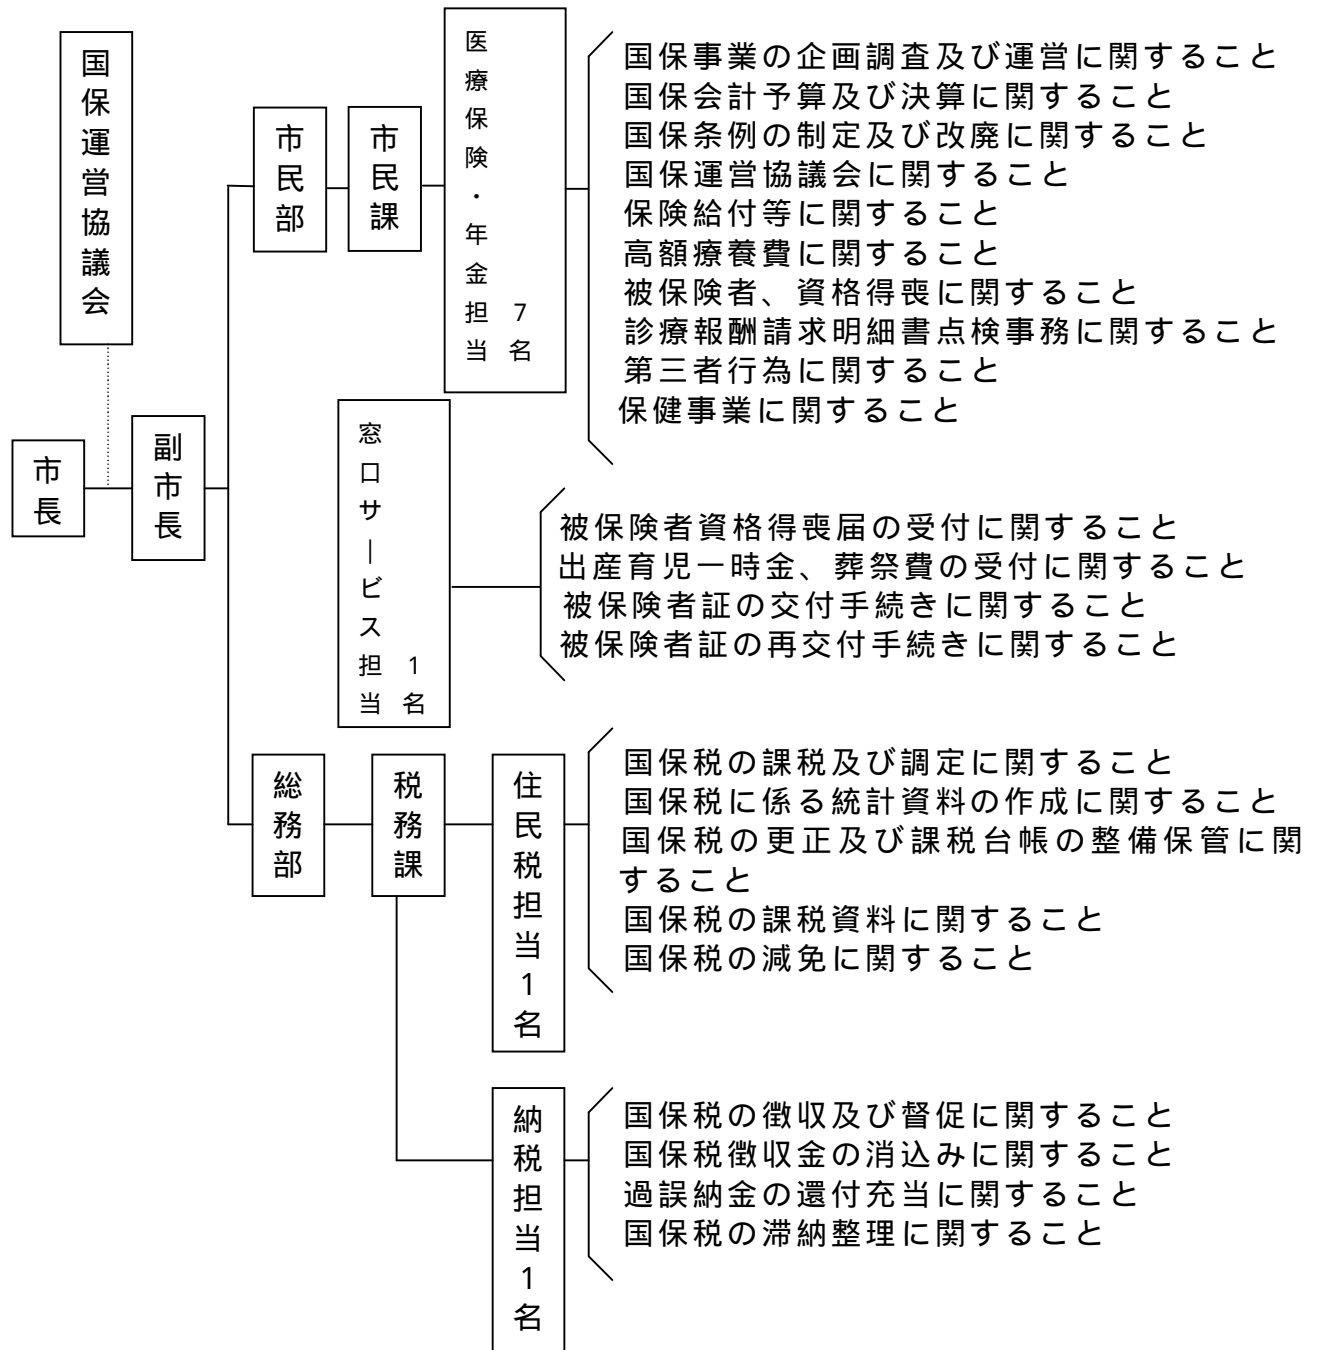 国保運営協議会
市長
副市長
市民部
市民課
医療保険・年金担当
7名
国保事業の企画調査及び運営に関すること
国保会計予算及び決算に関すること
国保条例の制定及び改廃に関すること
国保運営協議会に関すること
保険給付等に関すること
高額療養費に関すること
被保険者、資格得喪に関すること
診療報酬請求明細書点検事務に関すること
第三者行為に関すること
保健事業に関すること
窓口サービス担当
1名
被保険者資格得喪届の受付に関すること
出産育児一時金、葬祭費の受付に関すること
被保険者証の交付手続きに関すること
被保険者証の再交付手続きに関すること
総務部
税務課
住民税担当1名
国保税の課税及び調定に関すること
国保税に係る統計資料の作成に関すること
国保税の更正及び課税台帳の整備保管に関
すること
国保税の課税資料に関すること
国保税の減免に関すること
納税担当1名
国保税の徴収及び督促に関すること
国保税徴収金の消込みに関すること
過誤納金の還付充当に関すること
国保税の滞納整理に関すること